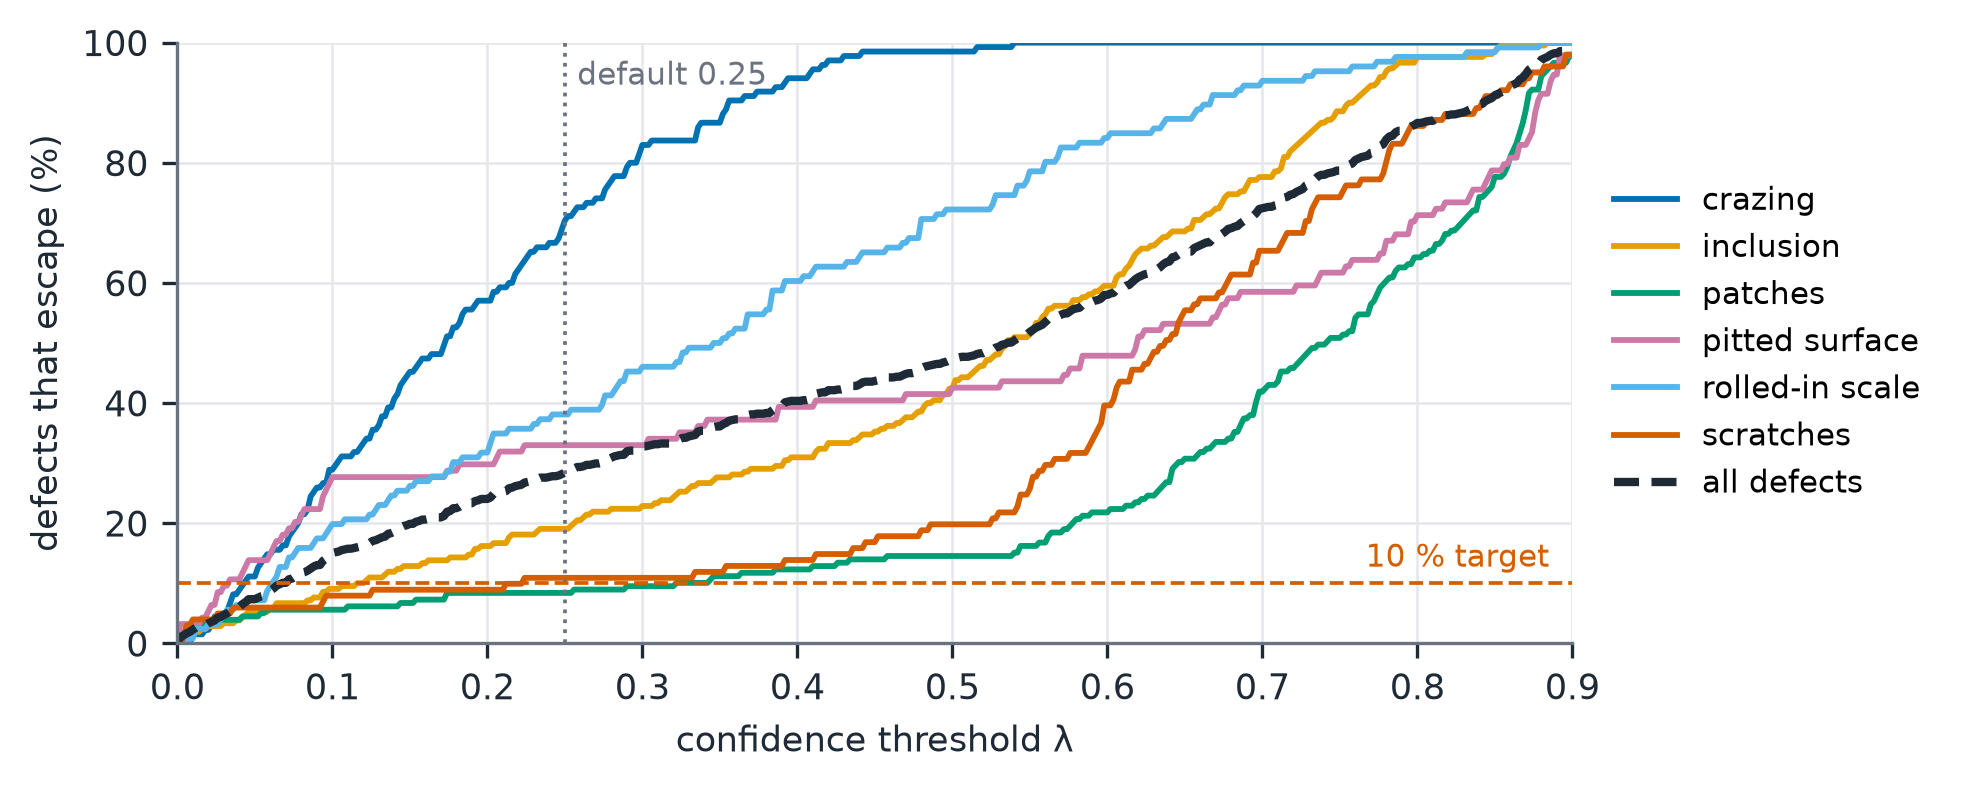 100
80
60
40
20
0
defects that escape (%)
default 0.25
10 % target
0.0 0.1 0.2 0.3 0.4 0.5 0.6 0.7 0.8 0.9
confidence threshold λ
crazing
inclusion
patches
pitted surface
rolled-in scale
scratches
all defects